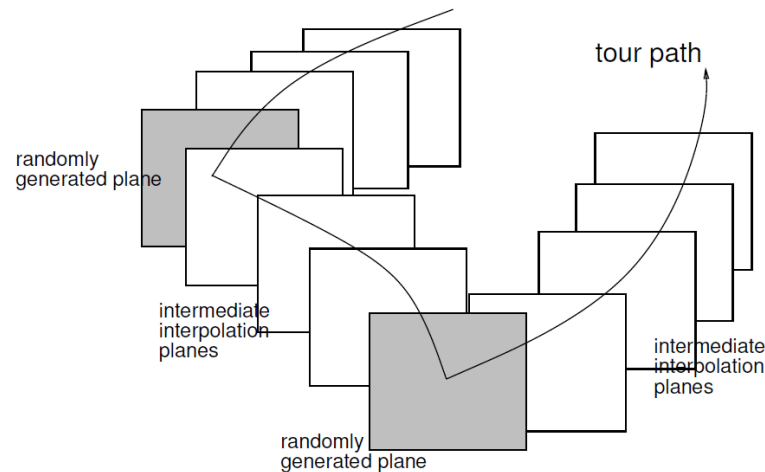 tour path
randomly
generated plane
intermediate
interpolation
planes
intermediate
interpolation
planes
randomly
generated plane